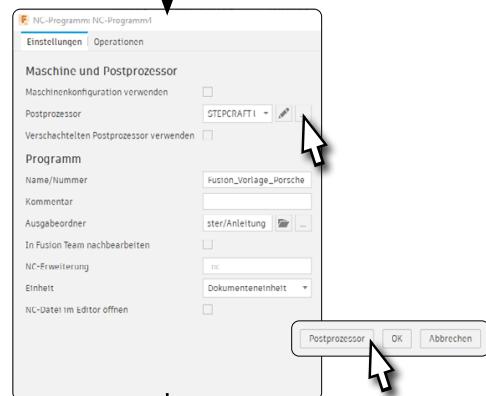 NC-Programm: NC-Programm1
Einstellungen Operationen
Maschine und Postprozessor
Maschinenkonfiguration verwenden
Postprozessor STEPCRAFT
Verschachtelten Postprozessor verwenden
Programm
Name/Nummer Fusion_Vorlage_Porsche
Kommentar
Ausgabeordner ster/Anleitung ...
In Fusion Team nachbearbeiten
NC-Erweiterung nc
Einheit Dokumenteneinheit
NC-Datei im Editor öffnen
Postprozessor OK Abbrechen